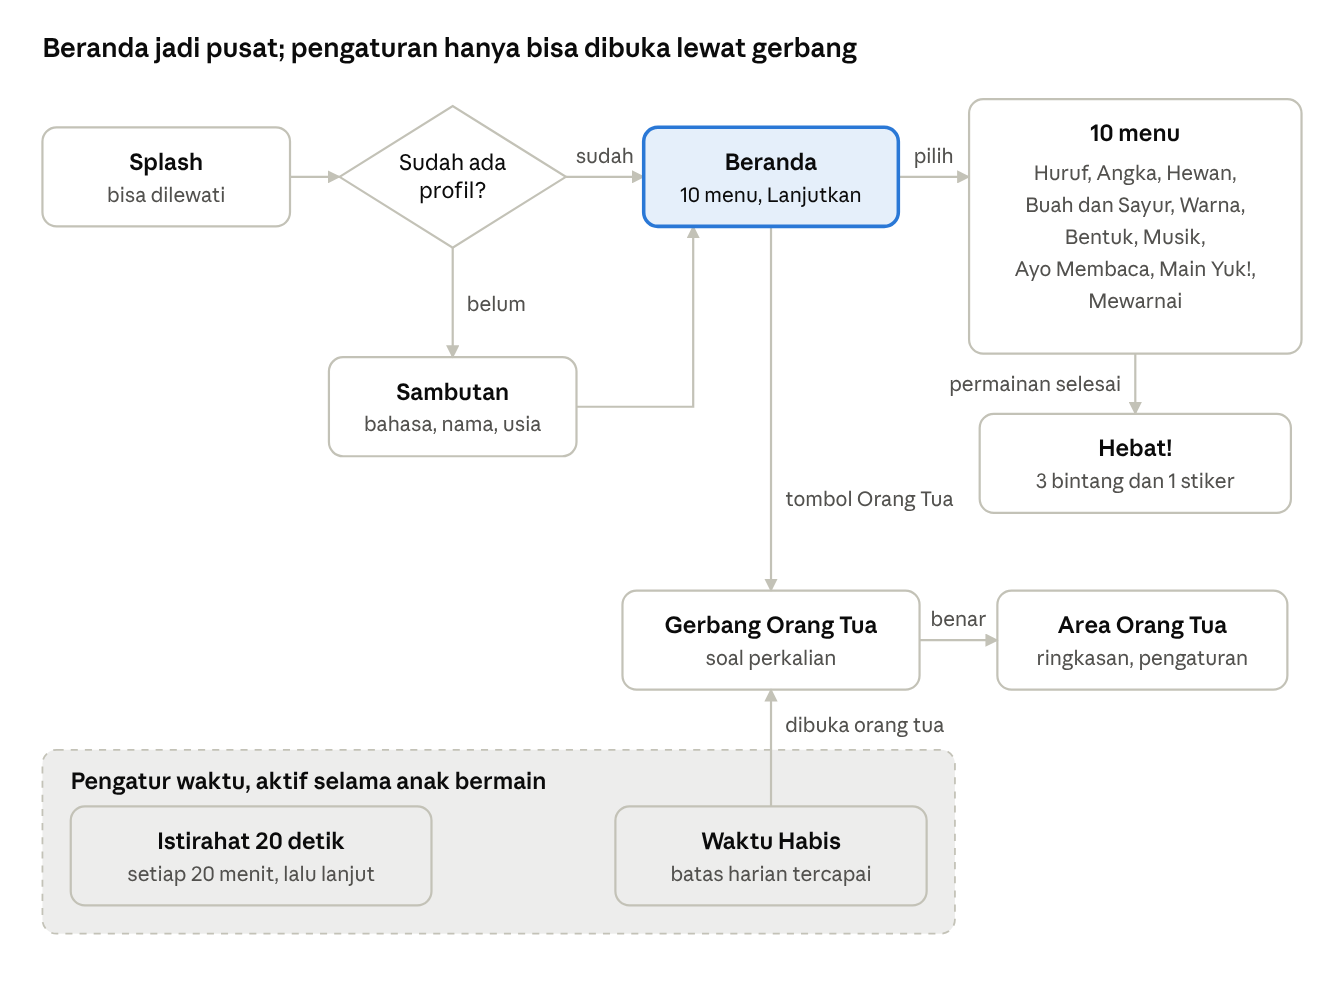 Beranda jadi pusat; pengaturan hanya bisa dibuka lewat gerbang
Splash
bisa dilewati
Sudah ada
profil?
sudah
Beranda
10 menu, Lanjutkan
pilih
10 menu
Huruf, Angka, Hewan,
Buah dan Sayur, Warna,
Bentuk, Musik,
Ayo Membaca, Main Yuk!,
Mewarnai
belum
Sambutan
bahasa, nama, usia
permainan selesai
Hebat!
3 bintang dan 1 stiker
tombol Orang Tua
Gerbang Orang Tua
soal perkalian
benar
Area Orang Tua
ringkasan, pengaturan
dibuka orang tua
Pengatur waktu, aktif selama anak bermain
Istirahat 20 detik
setiap 20 menit, lalu lanjut
Waktu Habis
batas harian tercapai